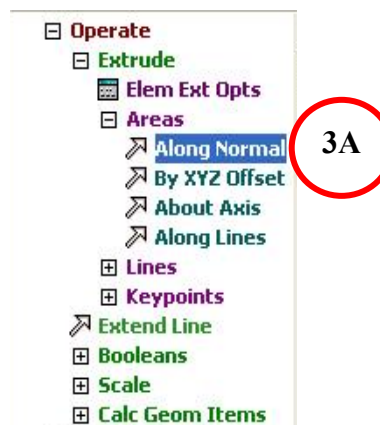 Operate
Extrude
Elem Ext Opts
Areas
Along Normal 3A
By XYZ Offset
About Axis
Along Lines
Lines
Keypoints
Extend Line
Booleans
Scale
Calc Geom Items